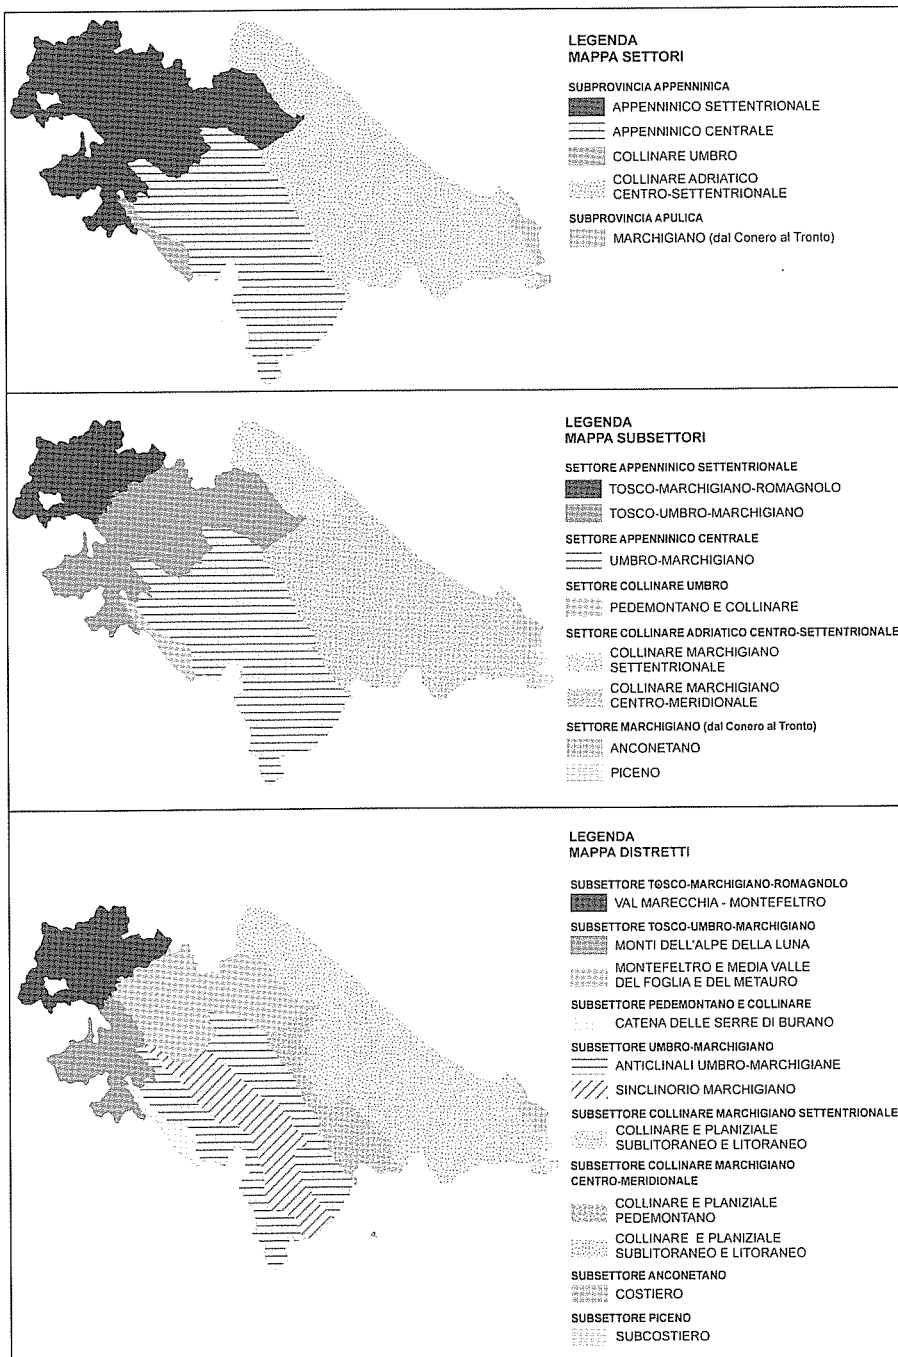 LEGENDA
MAPPA SETTORI
SUBPROVINCIA APPENNINICA
APPENNINICO SETTENTRIONALE
APPENNINICO CENTRALE
COLLINARE UMBRO
COLLINARE ADRIATICO
CENTRO-SETTENTRIONALE
SUBPROVINCIA APULICA
MARCHIGIANO (dal Conero al Tronto)
LEGENDA
MAPPA SUBSETTORI
SETTORE APPENNINICO SETTENTRIONALE
TOSCO-MARCHIGIANO-ROMAGNOLO
TOSCO-UMBRO-MARCHIGIANO
SETTORE APPENNINICO CENTRALE
UMBRO-MARCHIGIANO
SETTORE COLLINARE UMBRO
PEDEMONTANO E COLLINARE
SETTORE COLLINARE ADRIATICO CENTRO-SETTENTRIONALE
COLLINARE MARCHIGIANO
SETTENTRIONALE
COLLINARE MARCHIGIANO
CENTRO-MERIDIONALE
SETTORE MARCHIGIANO (dal Conero al Tronto)
ANCONETANO
PICENO
LEGENDA
MAPPA DISTRETTI
SUBSETTORE TOSCO-MARCHIGIANO-ROMAGNOLO
VAL MARECCHIA - MONTEFELTRO
SUBSETTORE TOSCO-UMBRO-MARCHIGIANO
MONTI DELL'ALPE DELLA LUNA
MONTEFELTRO E MEDIA VALLE
DEL FOGLIA E DEL METAURO
SUBSETTORE PEDEMONTANO E COLLINARE
CATENA DELLE SERRE DI BURANO
SUBSETTORE UMBRO-MARCHIGIANO
ANTICLINALI UMBRO-MARCHIGIANE
SINCLINORIO MARCHIGIANO
SUBSETTORE COLLINARE MARCHIGIANO SETTENTRIONALE
COLLINARE E PLANIZIALE
SUBLITORANEO E LITORANEO
SUBSETTORE COLLINARE MARCHIGIANO
CENTRO-MERIDIONALE
COLLINARE E PLANIZIALE
PEDEMONTANO
COLLINARE E PLANIZIALE
SUBLITORANEO E LITORANEO
SUBSETTORE ANCONETANO
COSTIERO
SUBSETTORE PICENO
SUBCOSTIERO